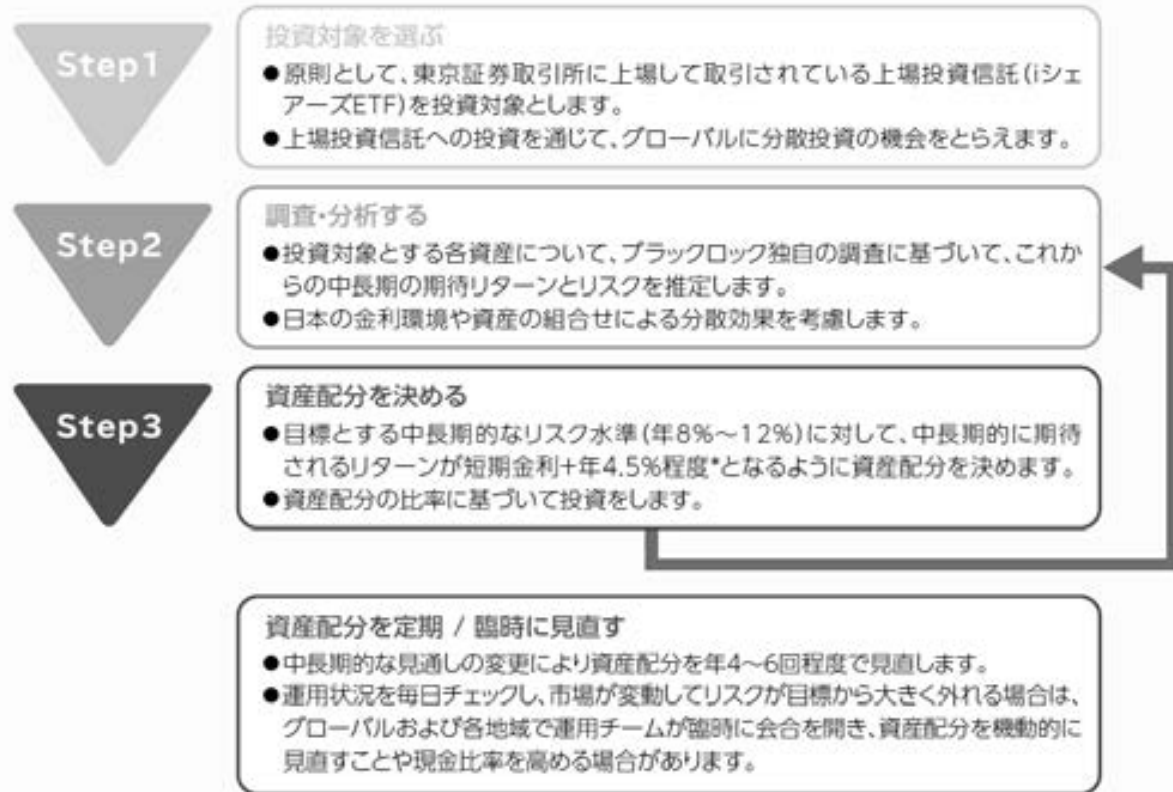 Step1
投資対象を選ぶ
●原則として、東京証券取引所に上場して取引されている上場投資信託(iシェ
アーズETF)を投資対象とします。
●上場投資信託への投資を通じて、グローバルに分散投資の機会をとらえます。
Step2
調査・分析する
●投資対象とする各資産について、ブラックロック独自の調査に基づいて、これか
らの中長期の期待リターンとリスクを推定します。
●日本の金利環境や資産の組合せによる分散効果を考慮します。
Step3
資産配分を決める
●目標とする中長期的なリスク水準(年8%～12%)に対して、中長期的に期待
されるリターンが短期金利+年4.5%程度*となるように資産配分を決めます。
●資産配分の比率に基づいて投資をします。
資産配分を定期 / 臨時に見直す
●中長期的な見通しの変更により資産配分を年4～6回程度で見直します。
●運用状況を毎日チェックし、市場が変動してリスクが目標から大きく外れる場合は、
グローバルおよび各地域で運用チームが臨時に会合を開き、資産配分を機動的に
見直すことや現金比率を高める場合があります。